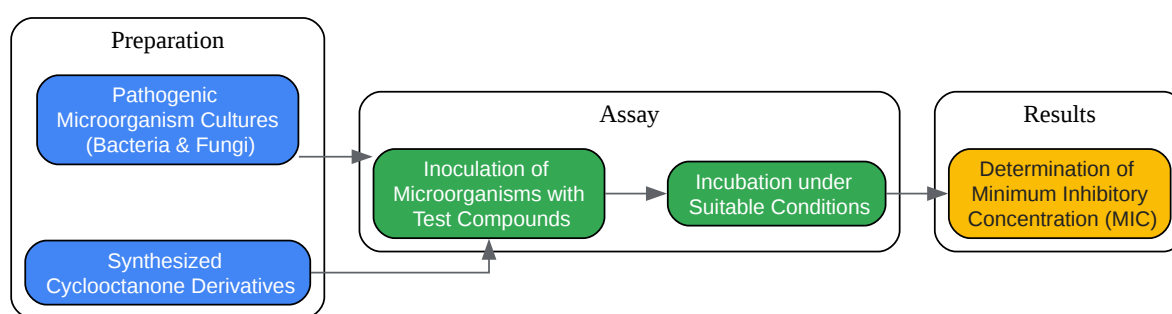 Preparation
Pathogenic
Microorganism Cultures
(Bacteria & Fungi)
Synthesized
Cyclooctanone Derivatives
Assay
Inoculation of
Microorganisms with
Test Compounds
Incubation under
Suitable Conditions
Results
Determination of
Minimum Inhibitory
Concentration (MIC)